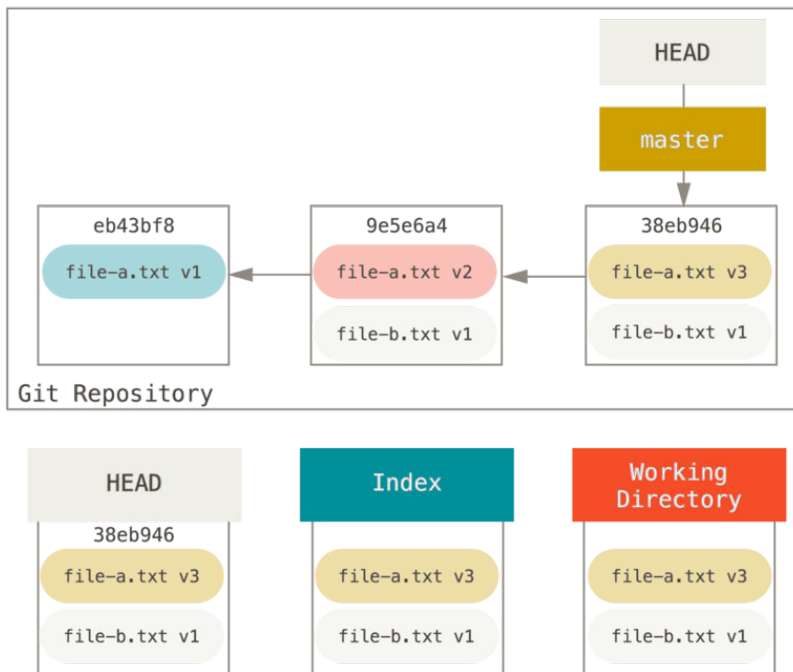 HEAD
master
eb43bf8
9e5e6a4
38eb946
file-a.txt v1
file-a.txt v2
file-a.txt v3
file-b.txt v1
file-b.txt v1
Git Repository
HEAD
Index
Working
Directory
38eb946
file-a.txt v3
file-a.txt v3
file-a.txt v3
file-b.txt v1
file-b.txt v1
file-b.txt v1